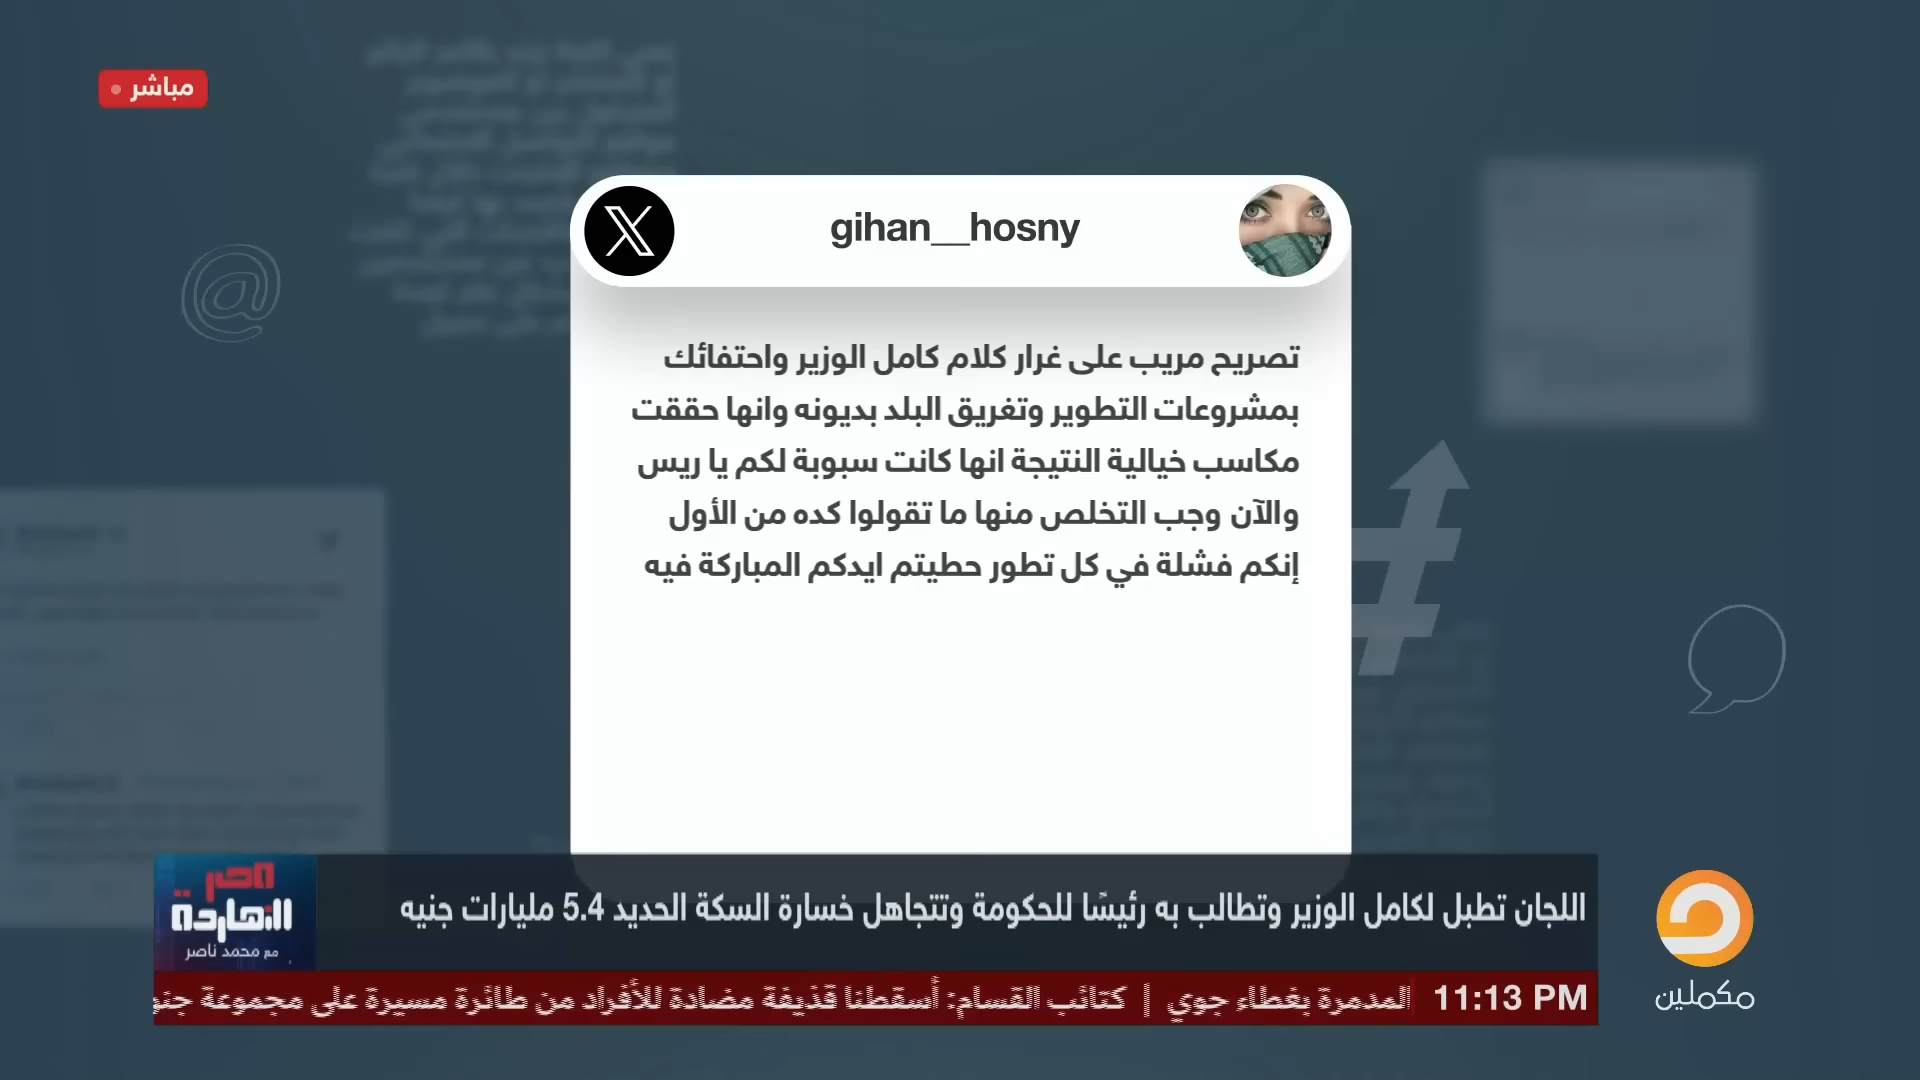 مباشر
gihan__hosny
تصريح مريب على غرار كلام كامل الوزير واحتفائك
بمشروعات التطوير وتغريق البلد بديونه وانها حققت
مكاسب خيالية النتيجة انها كانت سبوبة لكم يا ريس
والآن وجب التخلص منها ما تقولوا كده من الأول
إنكم فشلة في كل تطور حطيتم ايدكم المباركة فيه
اللجان تطبل لكامل الوزير وتطالب به رئيسًا للحكومة وتتجاهل خسارة السكة الحديد 5.4 مليارات جنيه
مصر
النهاردة
مع محمد ناصر
11:13 PM
المدمرة بغطاء جوي | كتائب القسام: أسقطنا قذيفة مضادة للأفراد من طائرة مسيرة على مجموعة
مكملين